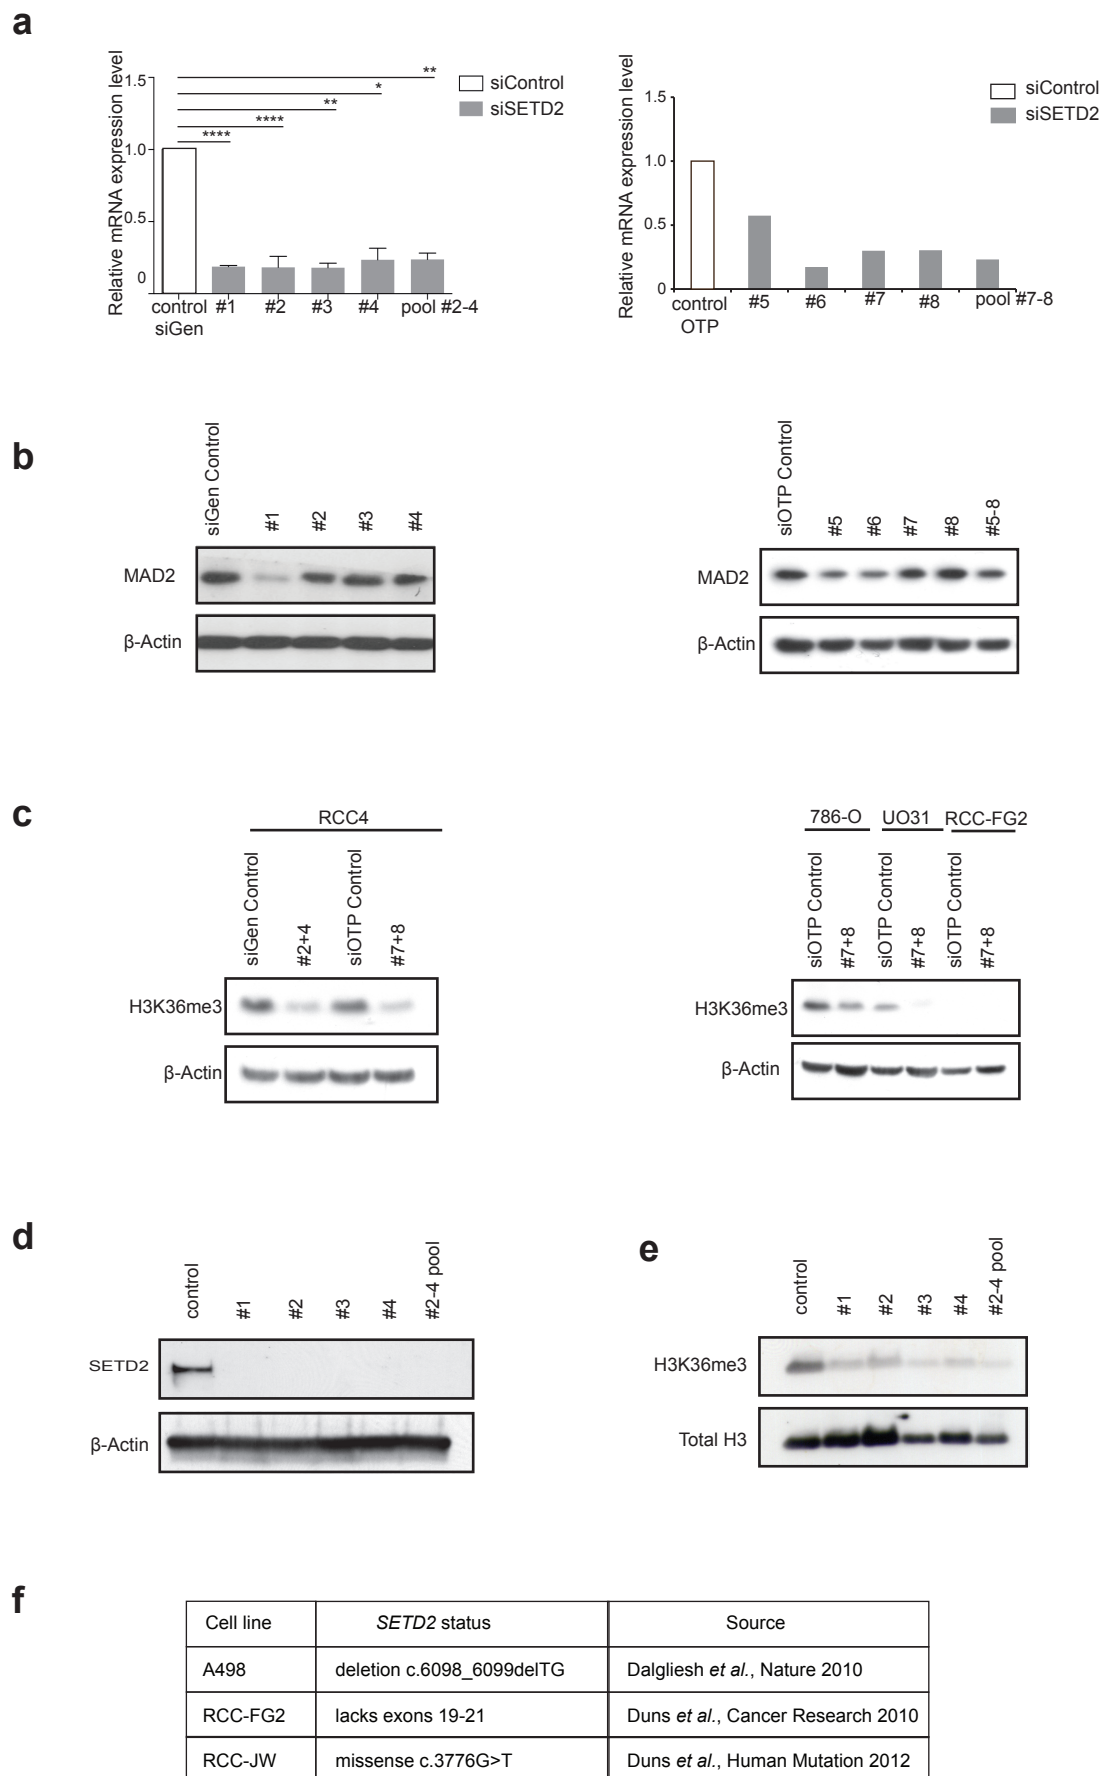 a
Relative mRNA expression level
1.5
1.0
0.5
0
**
*
**
****
****
siControl
siSETD2
control #1 #2 #3 #4 pool #2-4
siGen
Relative mRNA expression level
1.5
1.0
0.5
0
siControl
siSETD2
control #5 #6 #7 #8 pool #7-8
OTP
b
siGen Control #1 #2 #3 #4
MAD2
β-Actin
siOTP Control #5 #6 #7 #8 #5-8
MAD2
β-Actin
c
RCC4
siGen Control #2+4 siOTP Control #7+8
H3K36me3
β-Actin
786-O UO31 RCC-FG2
siOTP Control #7+8 siOTP Control #7+8 siOTP Control #7+8
H3K36me3
β-Actin
d
control #1 #2 #3 #4 #2-4 pool
SETD2
β-Actin
e
control #1 #2 #3 #4 #2-4 pool
H3K36me3
Total H3
f
Cell line SETD2 status Source
A498 deletion c.6098_6099delTG Dalgliesh et al., Nature 2010
RCC-FG2 lacks exons 19-21 Duns et al., Cancer Research 2010
RCC-JW missense c.3776G>T Duns et al., Human Mutation 2012